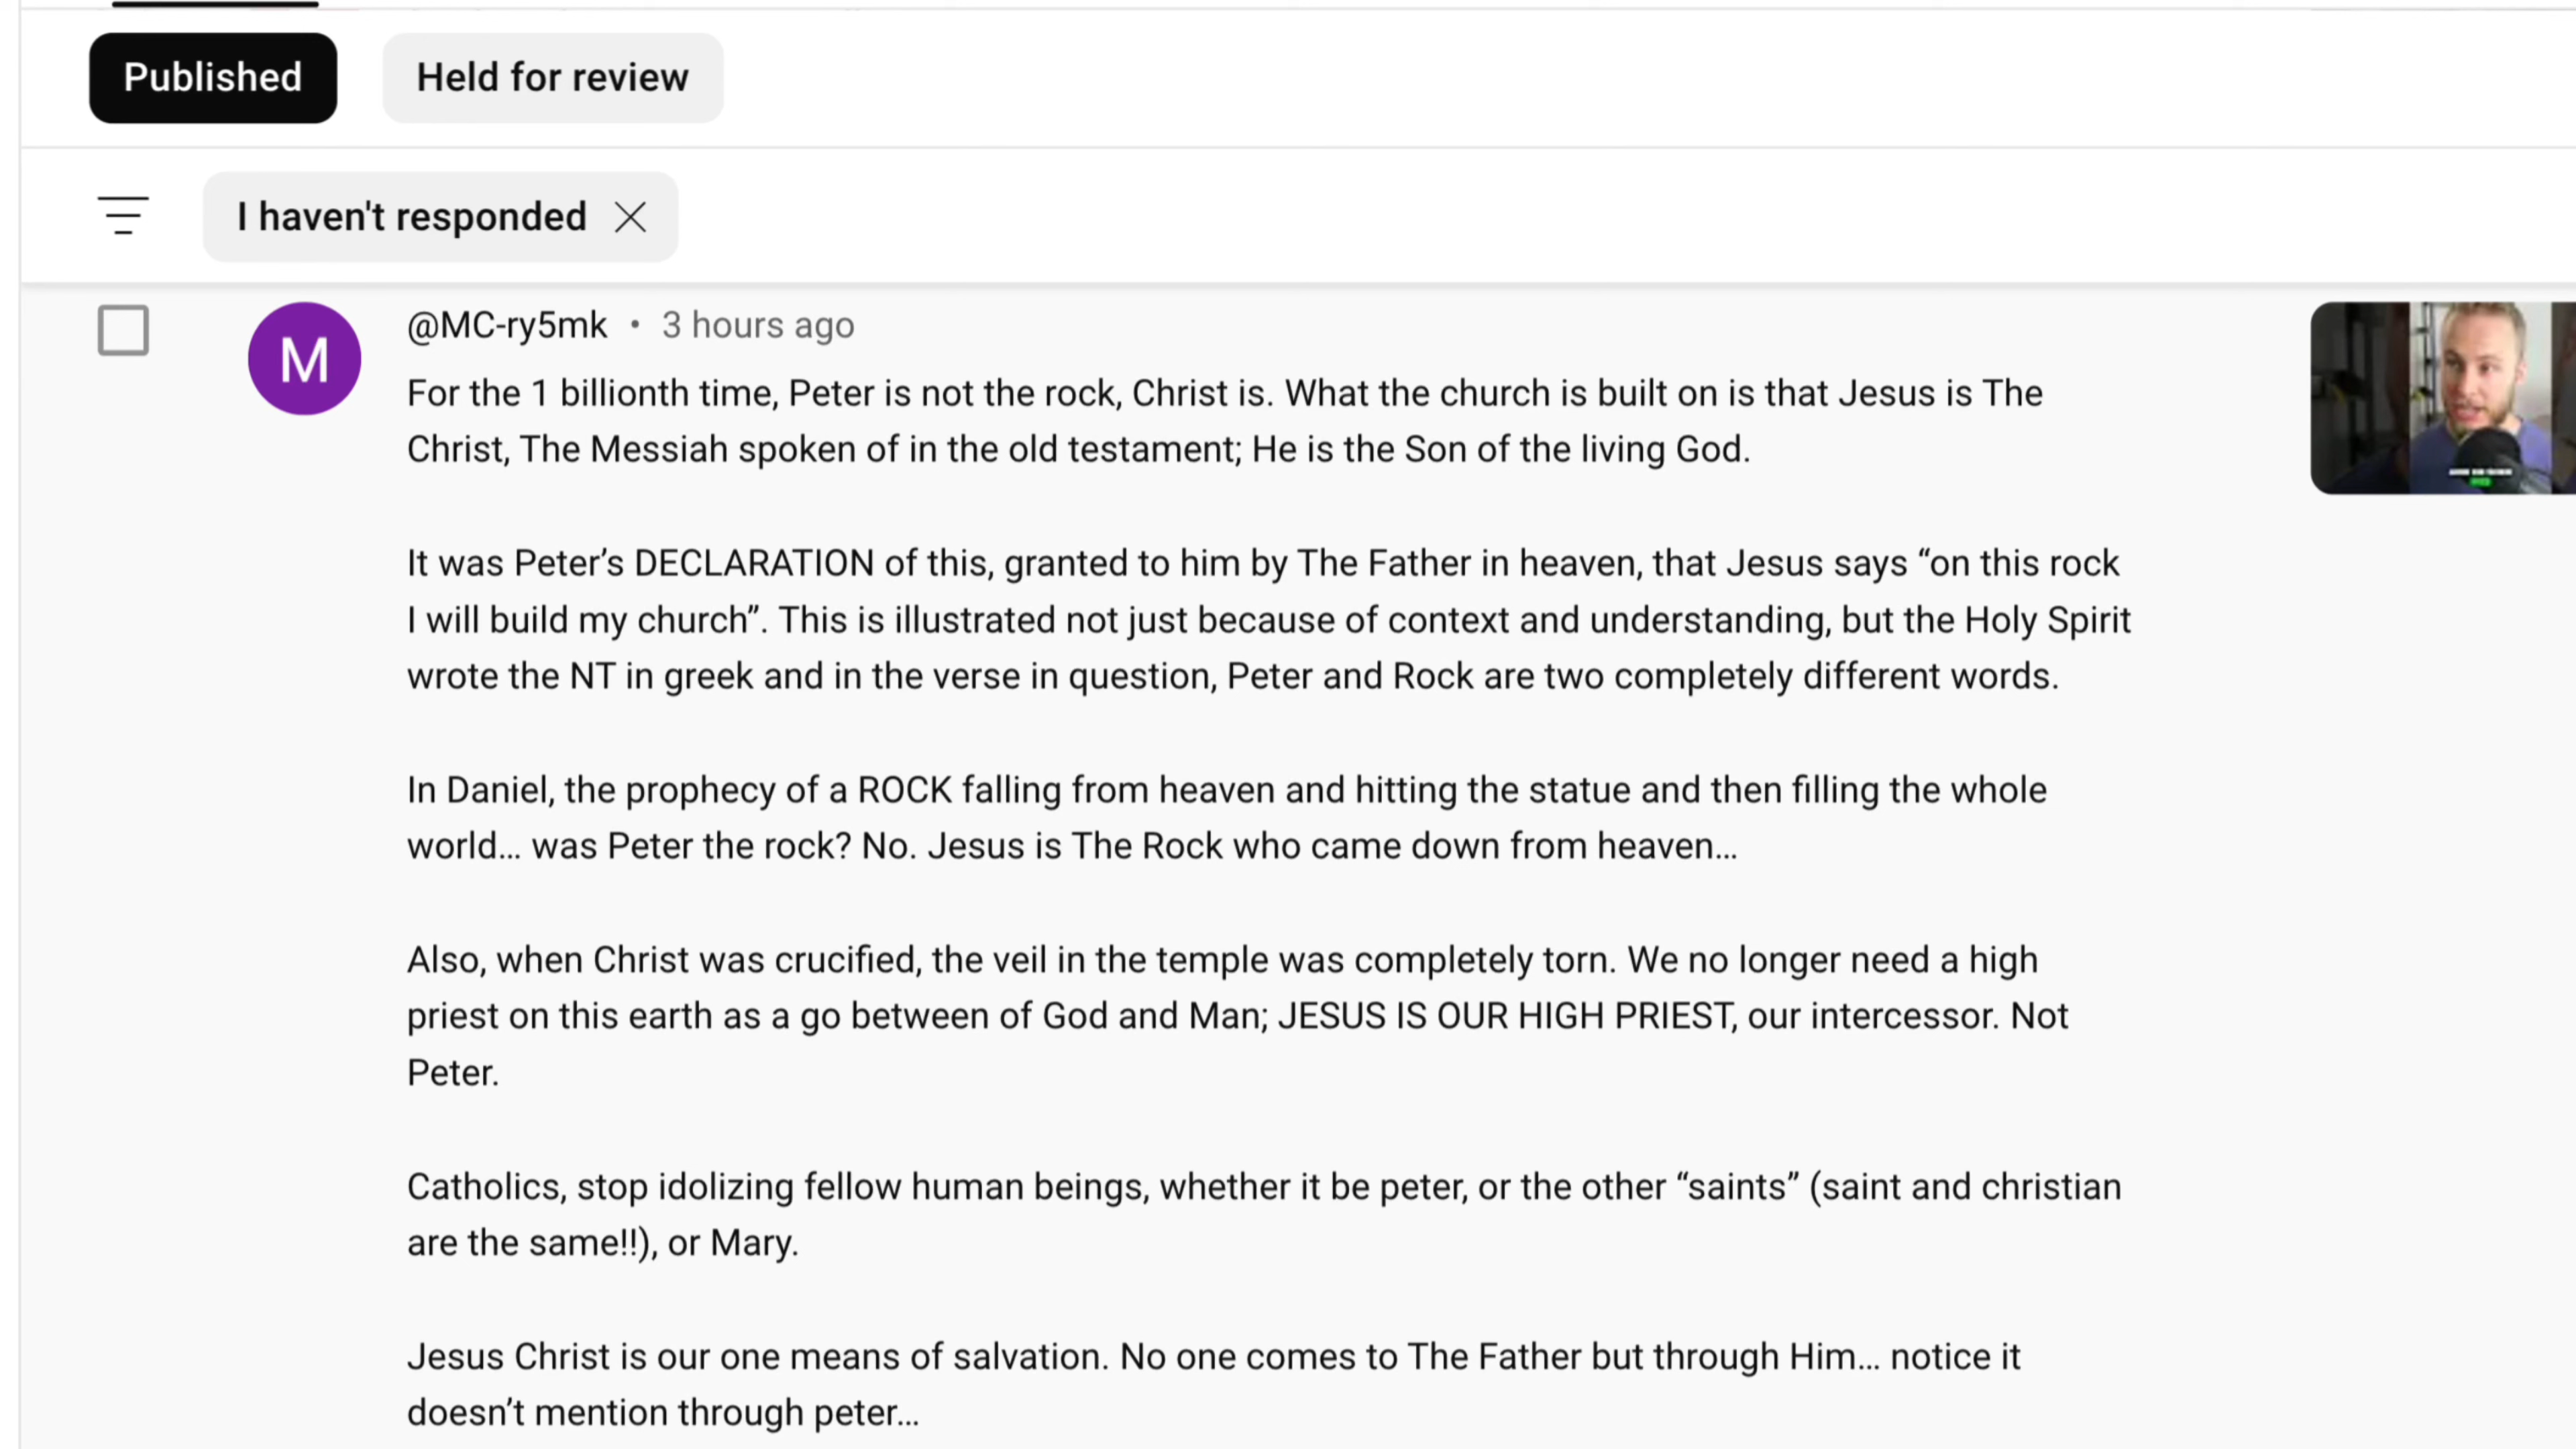 Published
Held for review
I haven't responded
M
@MC-ry5mk • 3 hours ago
For the 1 billionth time, Peter is not the rock, Christ is. What the church is built on is that Jesus is The
Christ, The Messiah spoken of in the old testament; He is the Son of the living God.
It was Peter’s DECLARATION of this, granted to him by The Father in heaven, that Jesus says “on this rock
I will build my church”. This is illustrated not just because of context and understanding, but the Holy Spirit
wrote the NT in greek and in the verse in question, Peter and Rock are two completely different words.
In Daniel, the prophecy of a ROCK falling from heaven and hitting the statue and then filling the whole
world… was Peter the rock? No. Jesus is The Rock who came down from heaven…
Also, when Christ was crucified, the veil in the temple was completely torn. We no longer need a high
priest on this earth as a go between of God and Man; JESUS IS OUR HIGH PRIEST, our intercessor. Not
Peter.
Catholics, stop idolizing fellow human beings, whether it be peter, or the other “saints” (saint and christian
are the same!!), or Mary.
Jesus Christ is our one means of salvation. No one comes to The Father but through Him… notice it
doesn’t mention through peter…